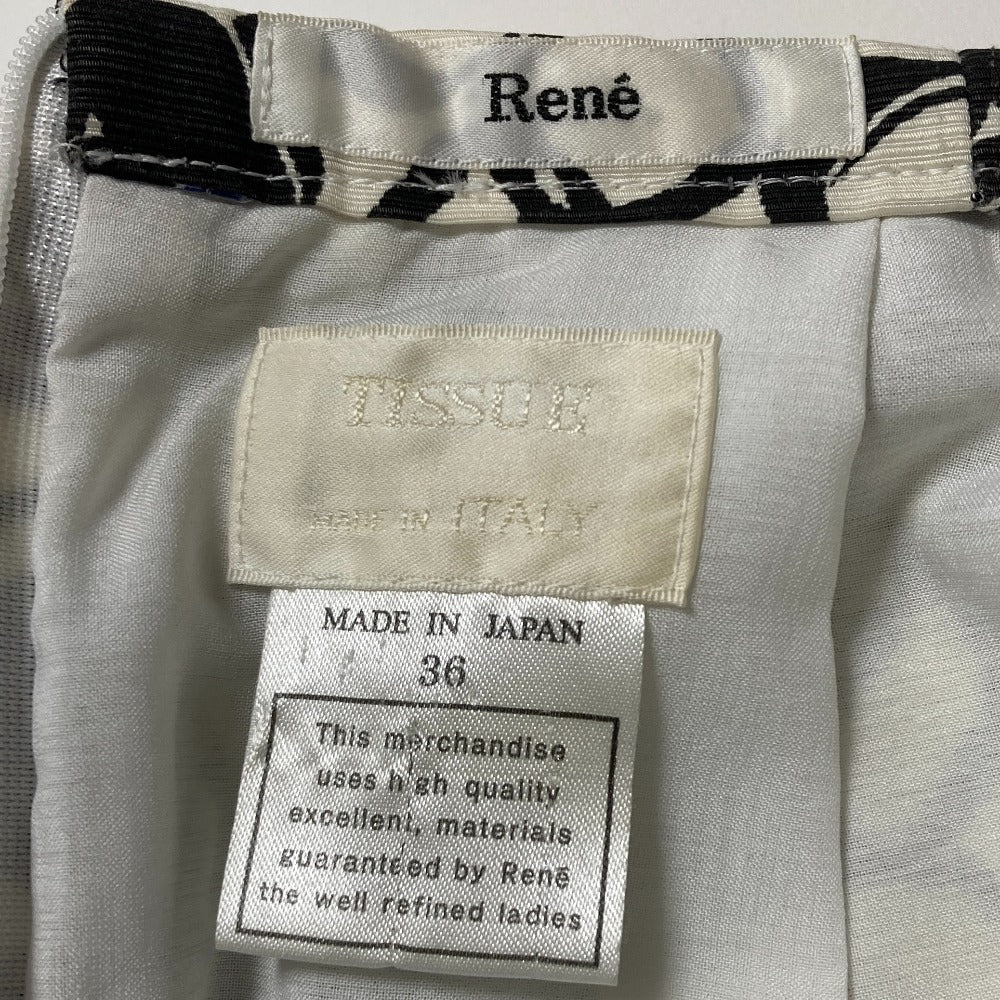 René
TISSUE
MADE IN ITALY
MADE IN JAPAN
36
This merchandise
uses high quality
excellent, materials
guaranteed by René
the well refined ladies